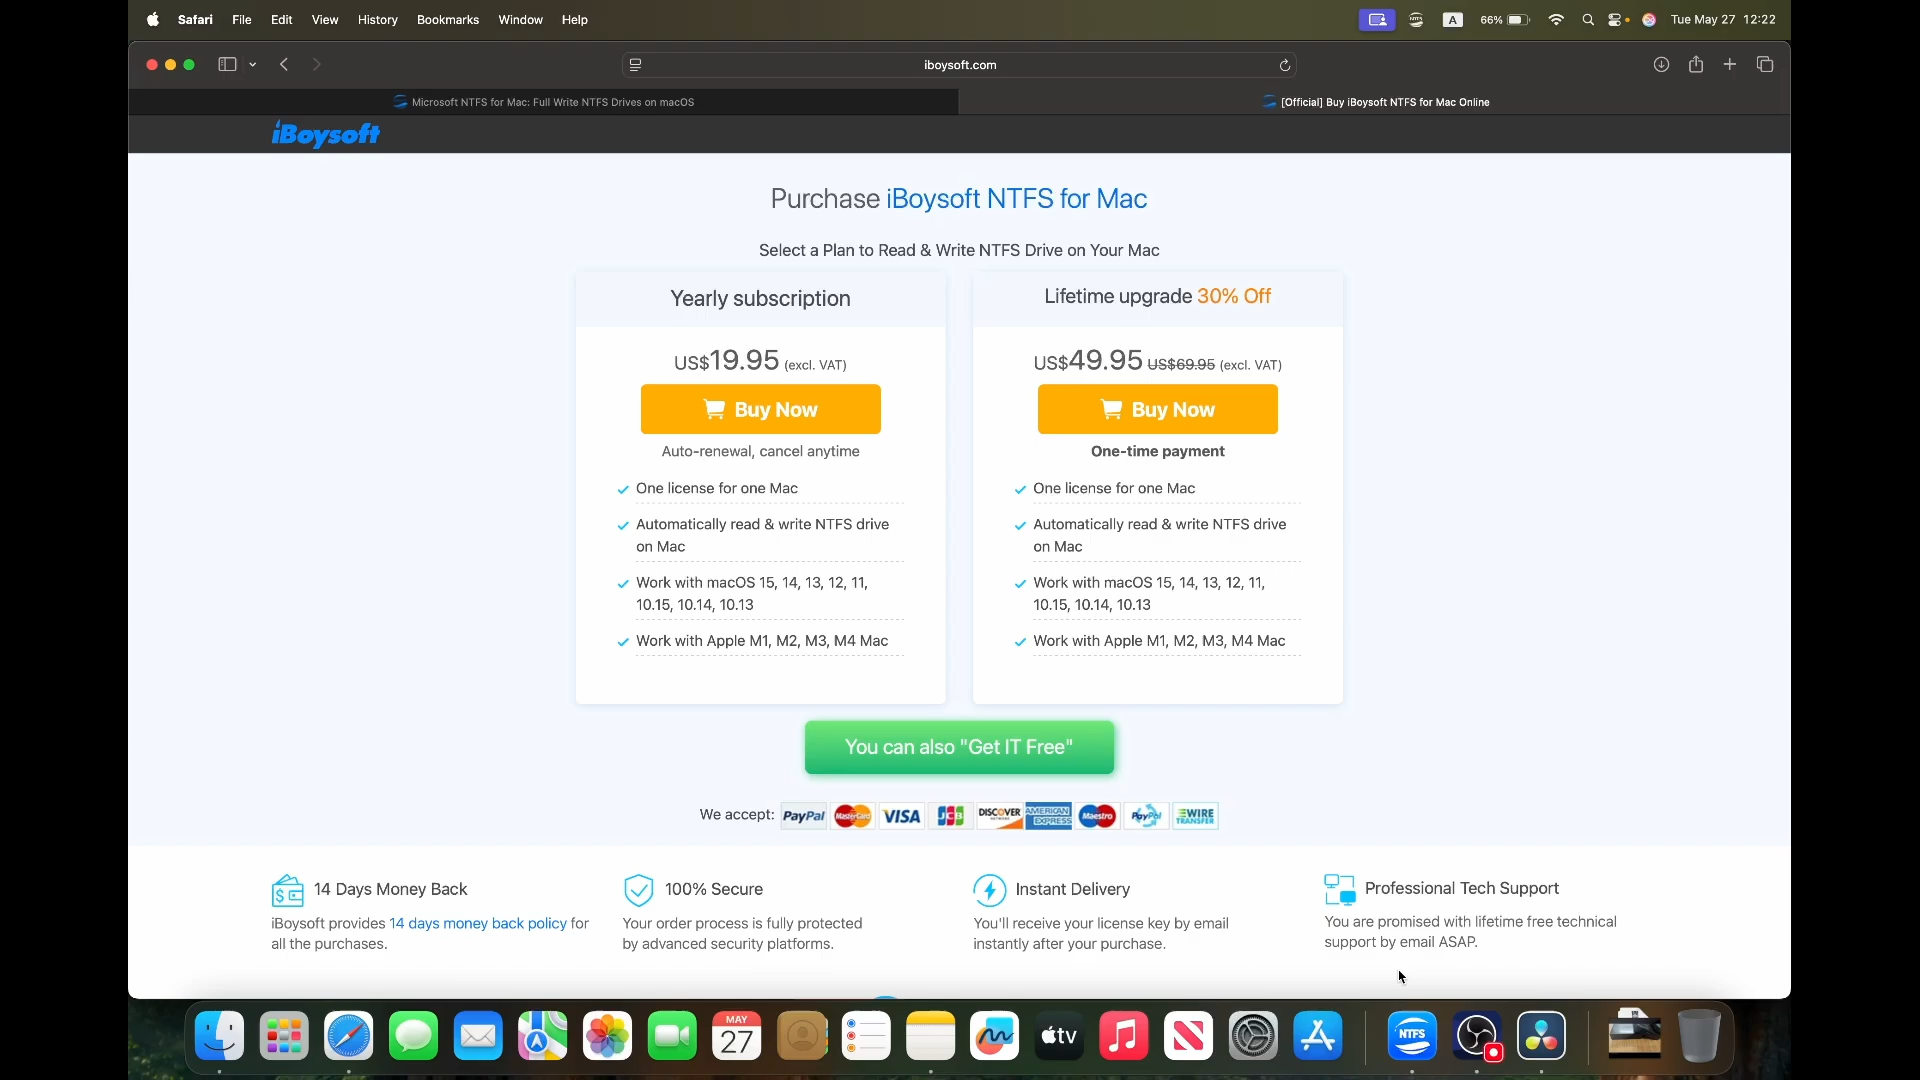 Safari File Edit View History Bookmarks Window Help
A 66% Tue May 27 12:22
iboysoft.com
Microsoft NTFS for Mac: Full Write NTFS Drives on macOS
[Official] Buy iBoysoft NTFS for Mac Online
iBoysoft
Purchase iBoysoft NTFS for Mac
Select a Plan to Read & Write NTFS Drive on Your Mac
Yearly subscription
US$19.95 (excl. VAT)
Buy Now
Auto-renewal, cancel anytime
One license for one Mac
Automatically read & write NTFS drive
on Mac
Work with macOS 15, 14, 13, 12, 11,
10.15, 10.14, 10.13
Work with Apple M1, M2, M3, M4 Mac
Lifetime upgrade 30% Off
US$49.95 US$69.95 (excl. VAT)
Buy Now
One-time payment
One license for one Mac
Automatically read & write NTFS drive
on Mac
Work with macOS 15, 14, 13, 12, 11,
10.15, 10.14, 10.13
Work with Apple M1, M2, M3, M4 Mac
You can also "Get IT Free"
We accept: PayPal MasterCard VISA JCB DISCOVER NETWORK AMERICAN EXPRESS Maestro PayPal WIRE TRANSFER
14 Days Money Back
iBoysoft provides 14 days money back policy for
all the purchases.
100% Secure
Your order process is fully protected
by advanced security platforms.
Instant Delivery
You'll receive your license key by email
instantly after your purchase.
Professional Tech Support
You are promised with lifetime free technical
support by email ASAP.
MAY
27
tv
NTFS